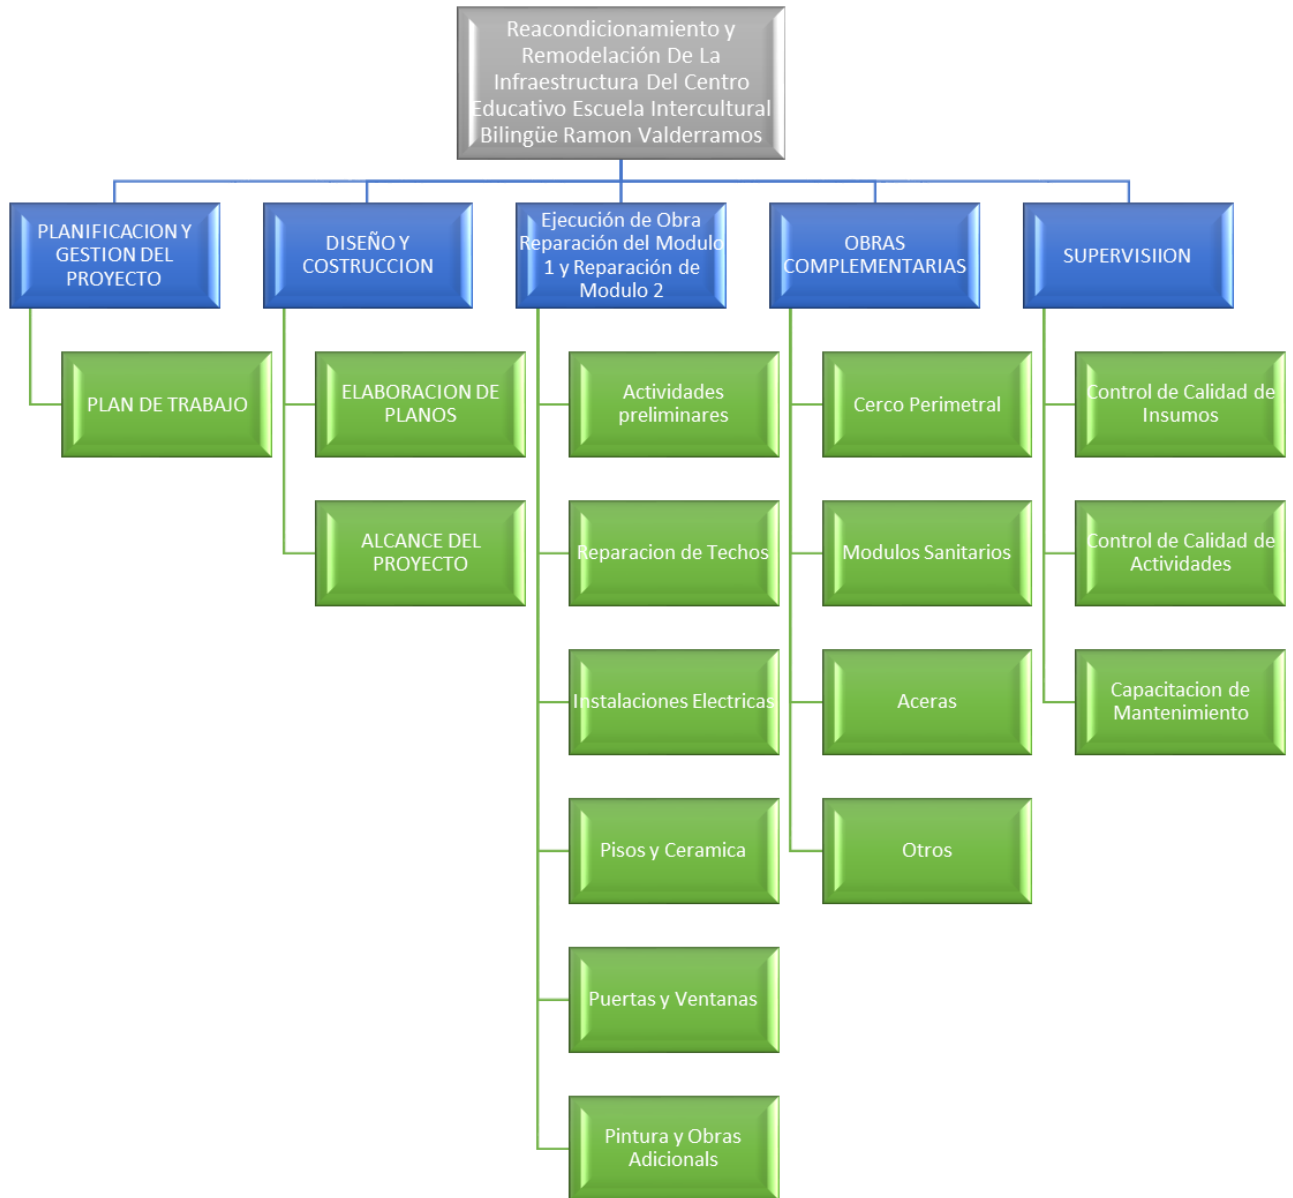 Reacondicionamiento y
Remodelación De La
Infraestructura Del Centro
Educativo Escuela Intercultural
Bilingüe Ramon Valderramos
PLANIFICACION Y
GESTION DEL
PROYECTO
PLAN DE TRABAJO
DISEÑO Y
COSTRUCCION
ELABORACION DE
PLANOS
ALCANCE DEL
PROYECTO
Ejecución de Obra
Reparación del Modulo
1 y Reparación de
Modulo 2
Actividades
preliminares
Reparacion de Techos
Instalaciones Electricas
Pisos y Ceramica
Puertas y Ventanas
Pintura y Obras
Adicionals
OBRAS
COMPLEMENTARIAS
Cerco Perimetral
Modulos Sanitarios
Aceras
Otros
SUPERVISIION
Control de Calidad de
Insumos
Control de Calidad de
Actividades
Capacitacion de
Mantenimiento